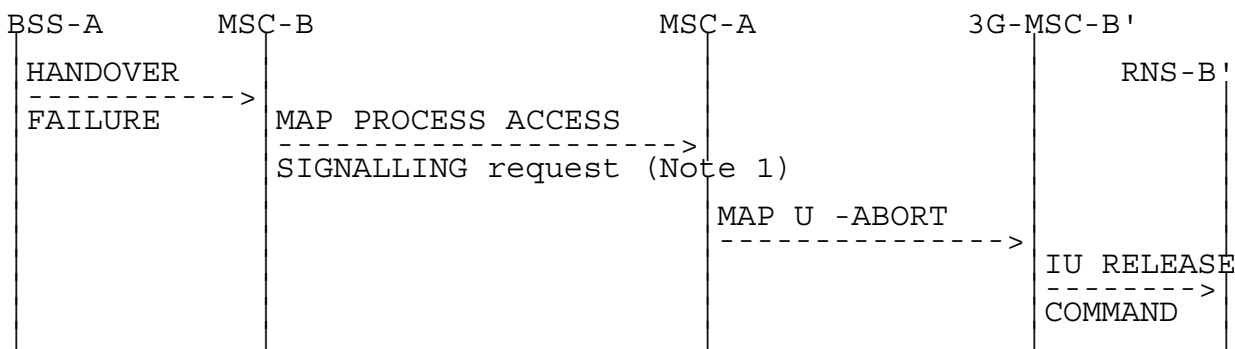 BSS-A MSC-B MSC-A 3G-MSC-B'
HANDOVER RNS-B'
FAILURE MAP PROCESS ACCESS
SIGNALLING request (Note 1)
MAP U -ABORT
IU RELEASE
COMMAND